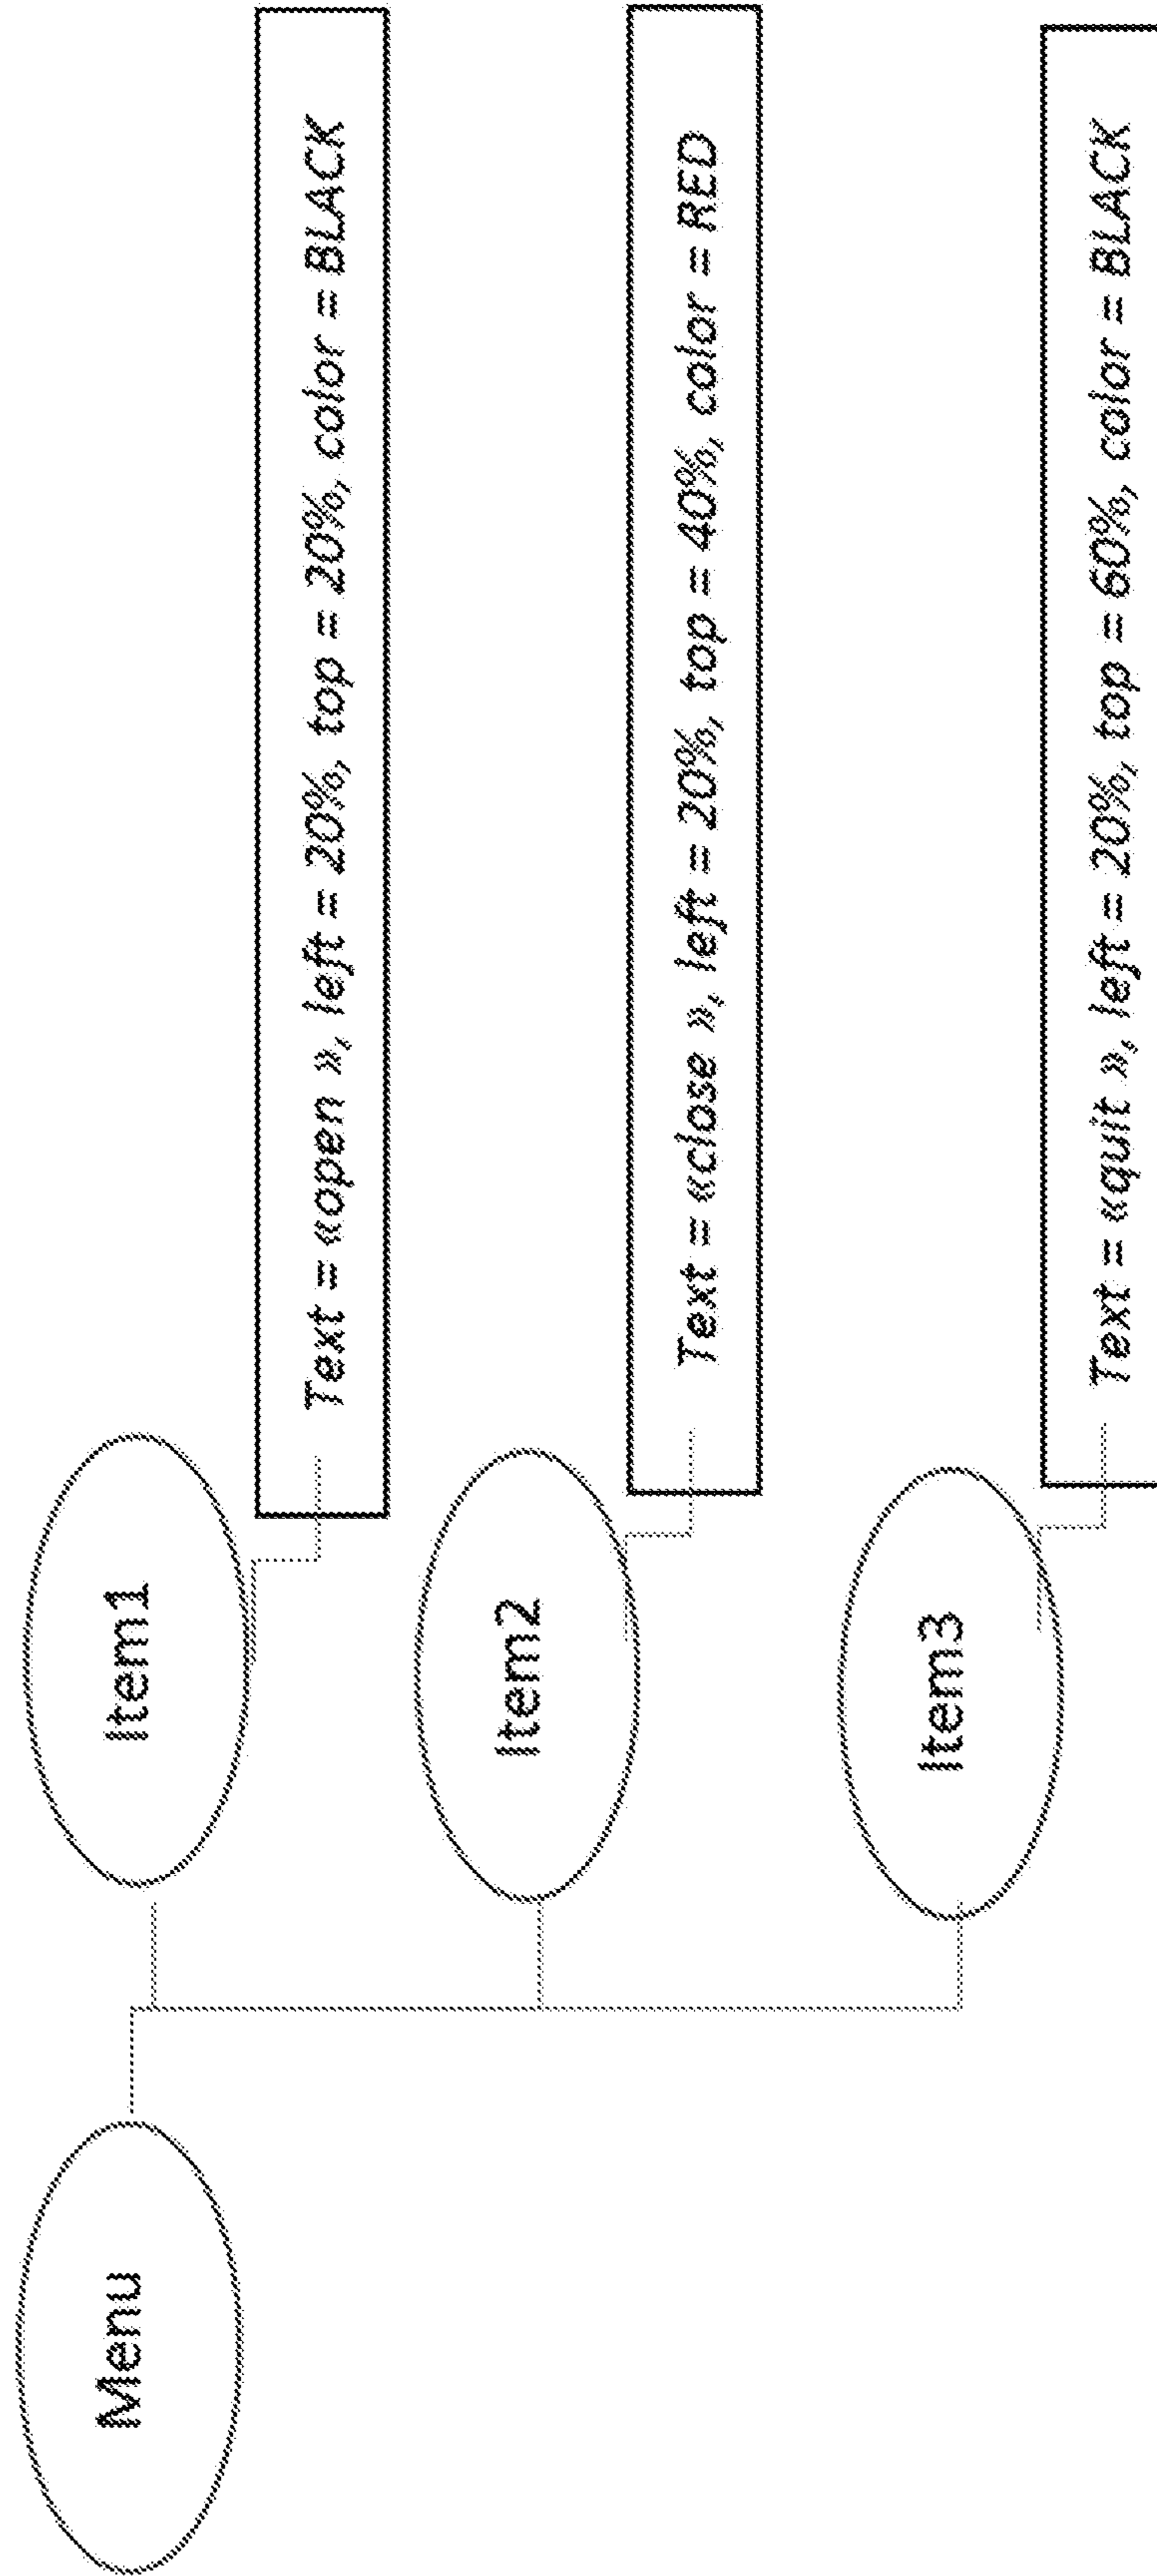 Menu
Item1
Text = «open », left = 20%, top = 20%, color = BLACK
Item2
Text = «close », left = 20%, top = 40%, color = RED
Item3
Text = «quit », left = 20%, top = 60%, color = BLACK